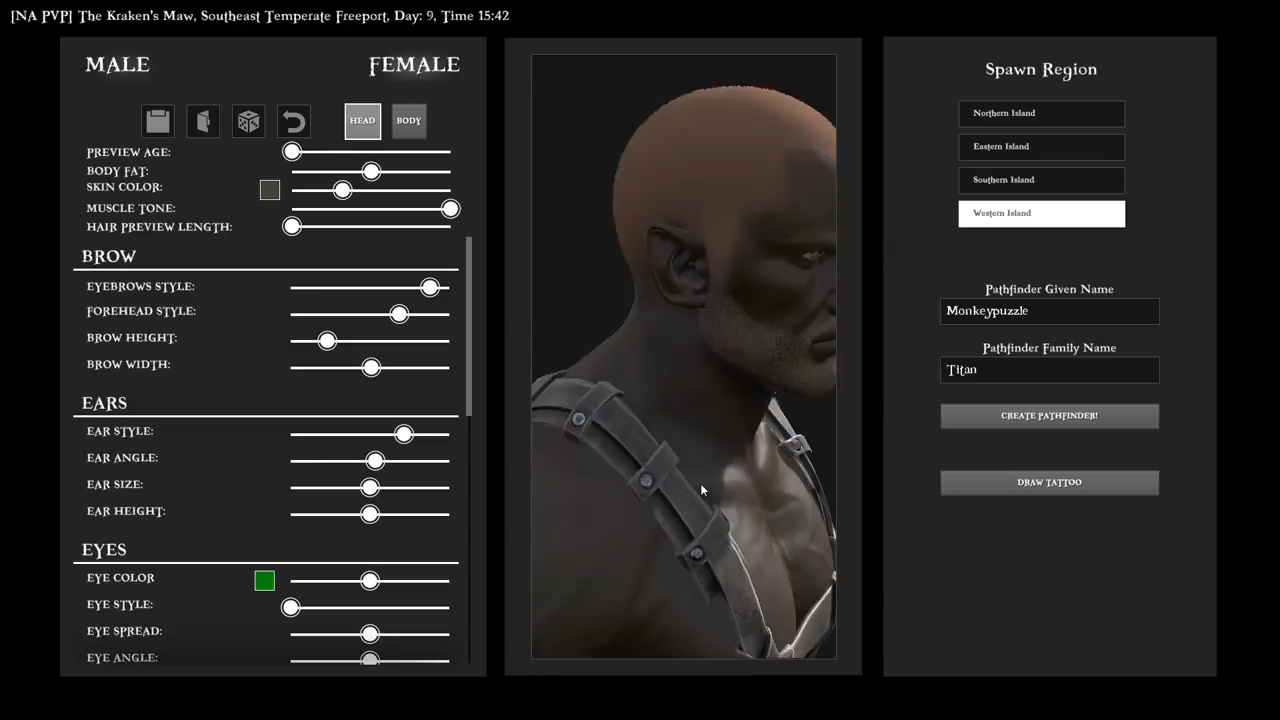 [NA PVP] The Kraken's Maw, Southeast Temperate Freeport, Day: 9, Time 15:42
MALE
FEMALE
HEAD
BODY
PREVIEW AGE:
BODY FAT:
SKIN COLOR:
MUSCLE TONE:
HAIR PREVIEW LENGTH:
BROW
EYEBROWS STYLE:
FOREHEAD STYLE:
BROW HEIGHT:
BROW WIDTH:
EARS
EAR STYLE:
EAR ANGLE:
EAR SIZE:
EAR HEIGHT:
EYES
EYE COLOR
EYE STYLE:
EYE SPREAD:
EYE ANGLE:
Spawn Region
Northern Island
Eastern Island
Southern Island
Western Island
Pathfinder Given Name
Monkeypuzzle
Pathfinder Family Name
Titan
CREATE PATHFINDER!
DRAW TATTOO